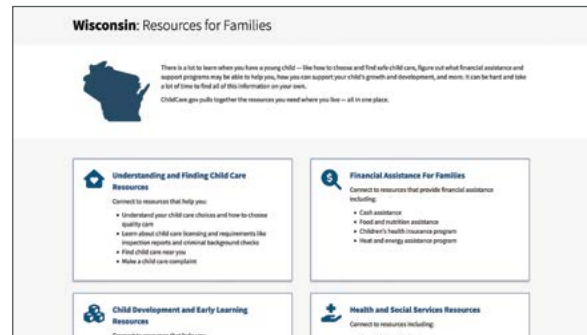 Wisconsin: Resources for Families
There is a lot to learn when you have a young child — like how to choose and find safe child care, figure out what financial assistance and
support programs may be able to help you, how you can support your child's growth and development, and more. It can be hard and take
a lot of time to find all of this information on your own.
ChildCare.gov pulls together the resources you need where you live — all in one place.
Understanding and Finding Child Care
Resources
Connect to resources that help you:
• Understand your child care choices and how to choose
quality care
• Learn about child care licensing and requirements like
inspection reports and criminal background checks
• Find child care near you
• Make a child care complaint
Financial Assistance For Families
Connect to resources that provide financial assistance
including:
• Cash assistance
• Food and nutrition assistance
• Children's health insurance program
• Heat and energy assistance program
Child Development and Early Learning
Resources
Health and Social Services Resources
Connect to resources including: